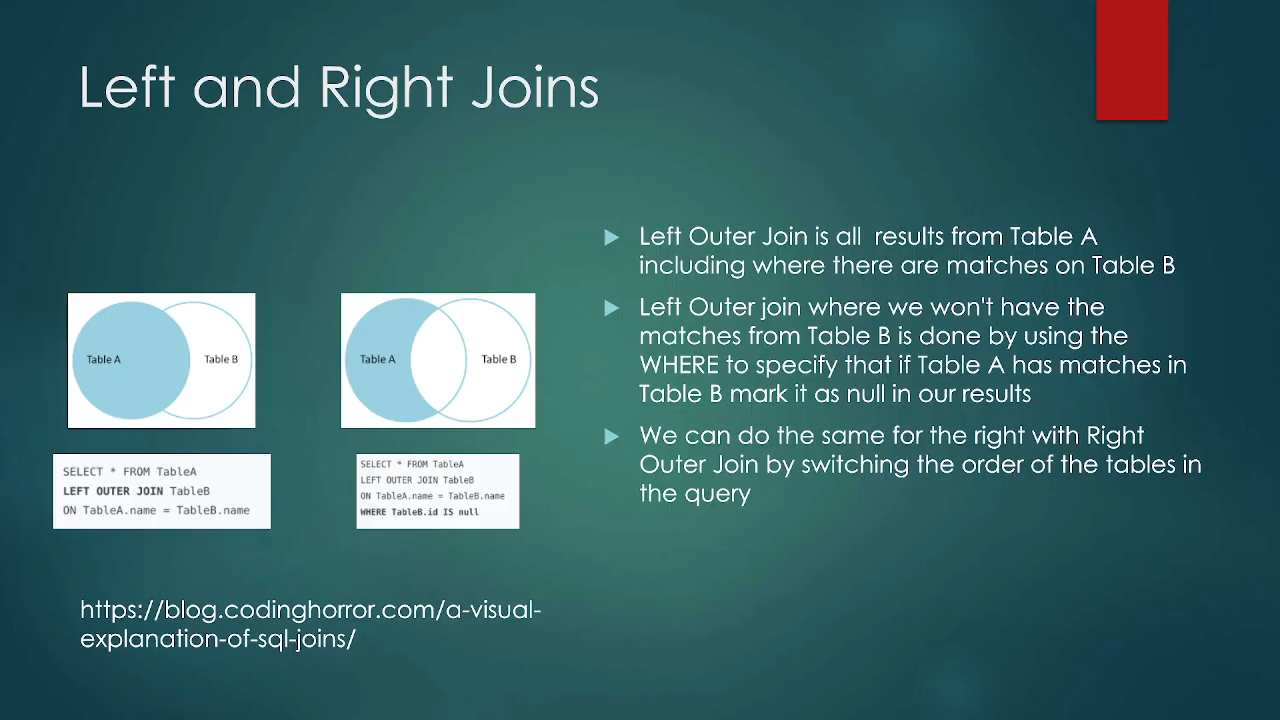 Left and Right Joins
Left Outer Join is all  results from Table A
including where there are matches on Table B
Left Outer join where we won't have the
matches from Table B is done by using the
WHERE to specify that if Table A has matches in
Table B mark it as null in our results
We can do the same for the right with Right
Outer Join by switching the order of the tables in
the query
Table A
Table B
Table A
Table B
SELECT * FROM TableA
LEFT OUTER JOIN TableB
ON TableA.name = TableB.name
SELECT * FROM TableA
LEFT OUTER JOIN TableB
ON TableA.name = TableB.name
WHERE TableB.id IS null
https://blog.codinghorror.com/a-visual-
explanation-of-sql-joins/